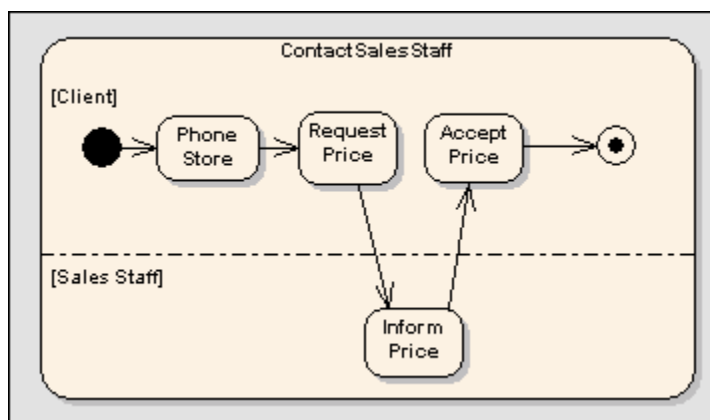 ContactSalesStaff
[Client]
Phone
Store
Request
Price
Accept
Price
[Sales Staff]
Inform
Price